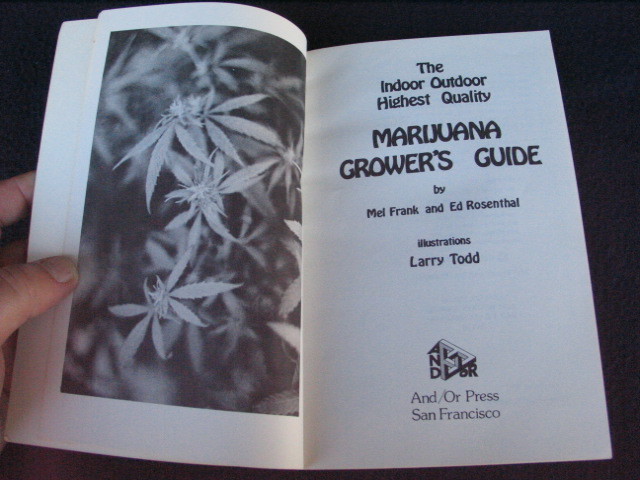 The
Indoor Outdoor
Highest Quality
MARIJUANA
GROWER'S GUIDE
by
Mel Frank and Ed Rosenthal
illustrations
Larry Todd
AND OR
And/Or Press
San Francisco